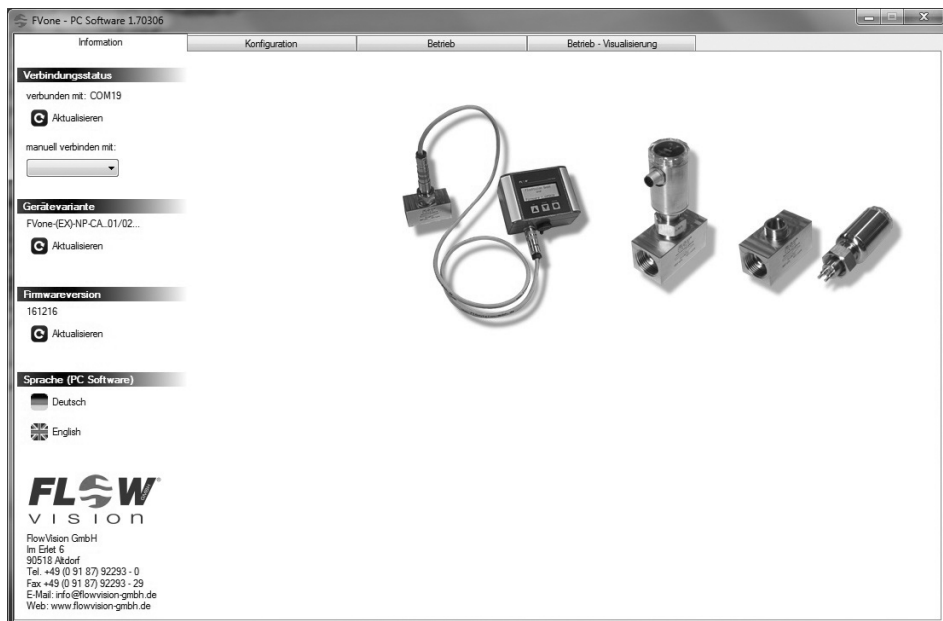 FVone - PC Software 1.70306
Information
Konfiguration
Betrieb
Betrieb - Visualisierung
Verbindungsstatus
verbunden mit: COM19
Aktualisieren
manuell verbinden mit:
Gerätevariante
FVone-(EX)-NP-CA..01/02...
Aktualisieren
Firmwareversion
161216
Aktualisieren
Sprache (PC Software)
Deutsch
English
FLOW
VISION
FlowVision GmbH
Im Erlet 6
90518 Altdorf
Tel. +49 (0 91 87) 92293 - 0
Fax +49 (0 91 87) 92293 - 29
E-Mail: info@flowvision-gmbh.de
Web: www.flowvision-gmbh.de